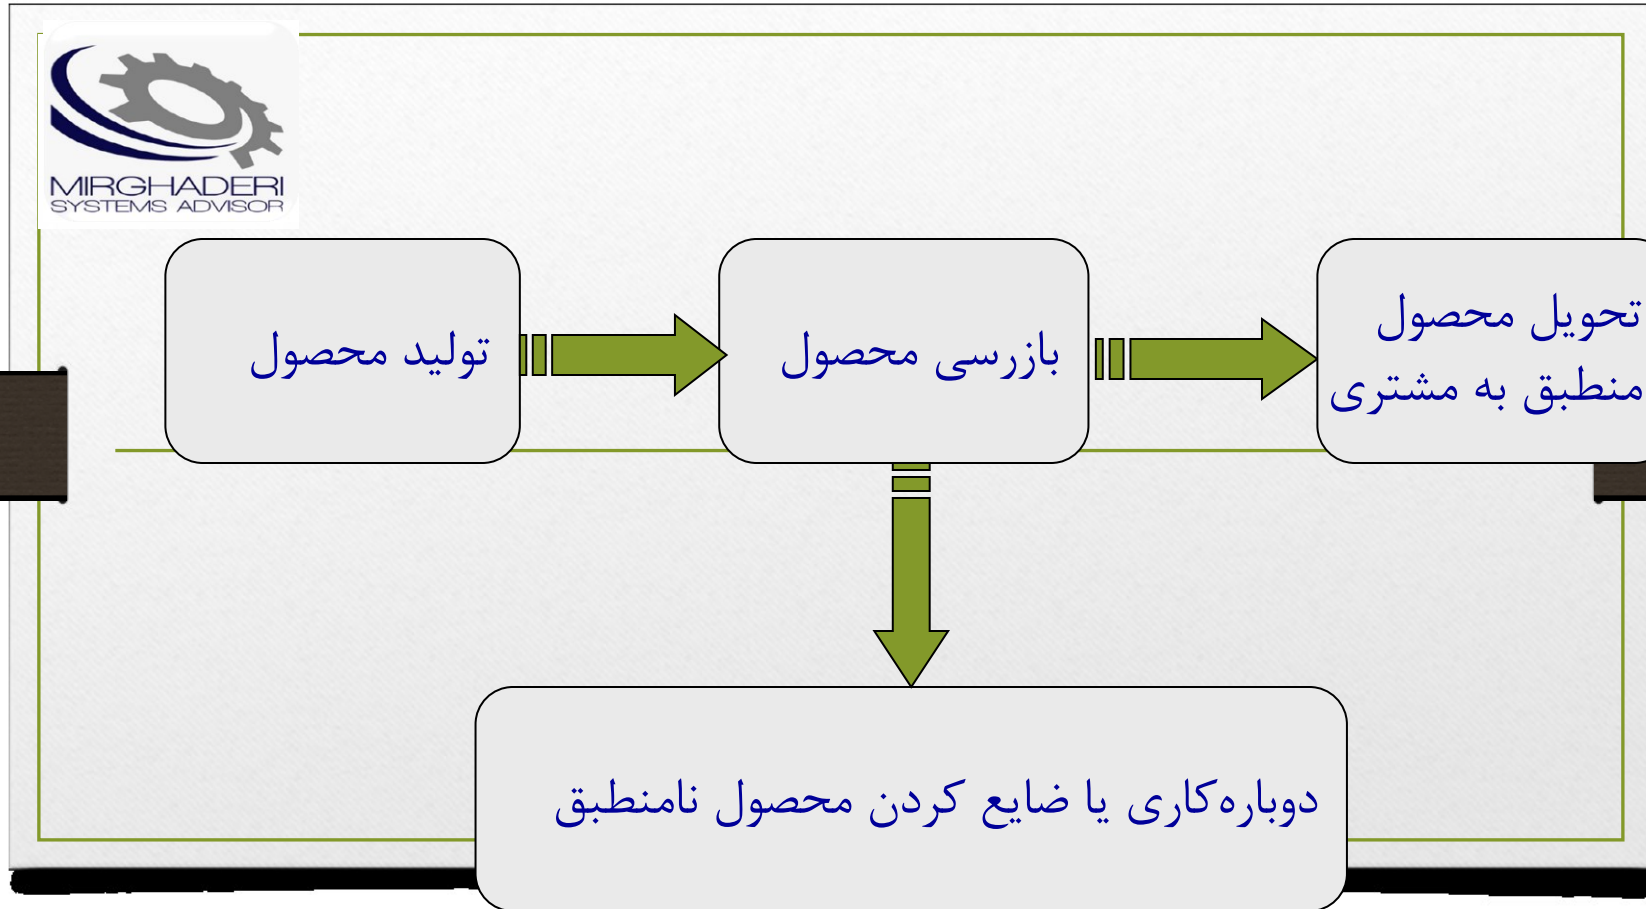 MIRGHADERI
SYSTEMS ADVISOR
تولید محصول
بازرسی محصول
تحویل محصول
منطبق به مشتری
دوباره‌کاری یا ضایع کردن محصول نامنطبق